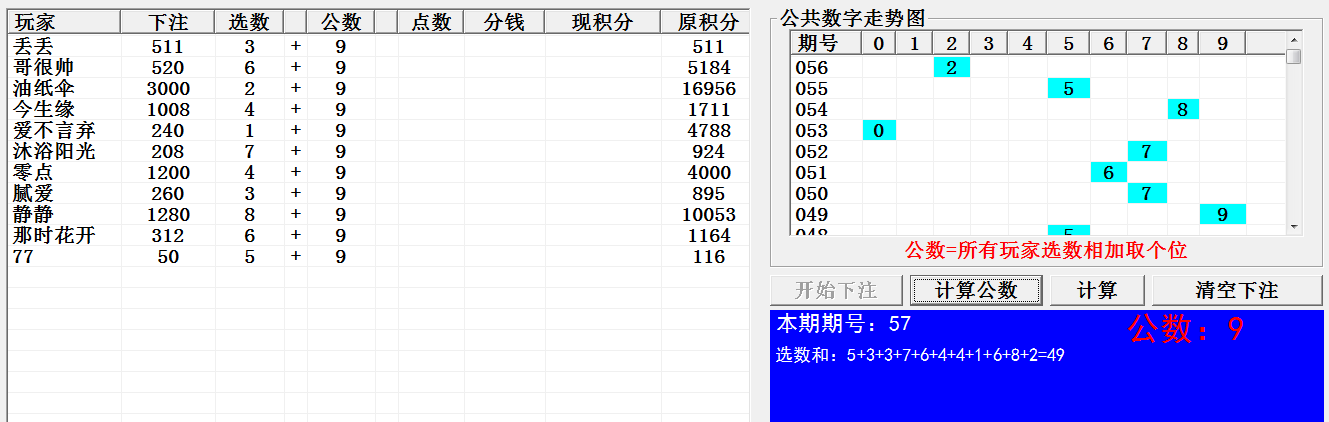 玩家 下注 选数 公数 点数 分钱 现积分 原积分
丢丢 511 3 + 9 511
哥很帅 520 6 + 9 5184
油纸伞 3000 2 + 9 16956
今生缘 1008 4 + 9 1711
爱不言弃 240 1 + 9 4788
沐浴阳光 208 7 + 9 924
零点 1200 4 + 9 4000
腻爱 260 3 + 9 895
静静 1280 8 + 9 10053
那时花开 312 6 + 9 1164
77 50 5 + 9 116
公共数字走势图
期号 0 1 2 3 4 5 6 7 8 9
056 2
055 5
054 8
053 0
052 7
051 6
050 7
049 9
048 5
公数=所有玩家选数相加取个位
开始下注 计算公数 计算 清空下注
本期期号：57 公数：9
选数和：5+3+3+7+6+4+4+1+6+8+2=49